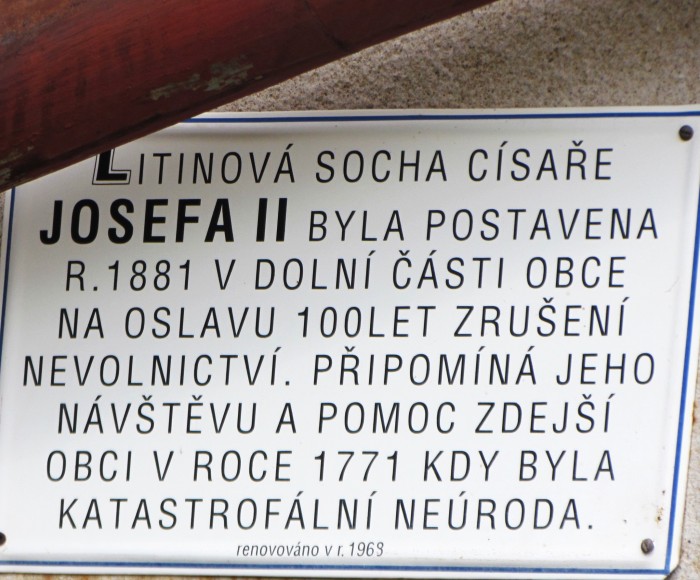 LITINOVÁ SOCHA CÍSAŘE
JOSEFA II BYLA POSTAVENA
R.1881 V DOLNÍ ČÁSTI OBCE
NA OSLAVU 100LET ZRUŠENÍ
NEVOLNICTVÍ. PŘIPOMÍNÁ JEHO
NÁVŠTĚVU A POMOC ZDEJŠÍ
OBCI V ROCE 1771 KDY BYLA
KATASTROFÁLNÍ NEÚRODA.
renovováno v r. 1968